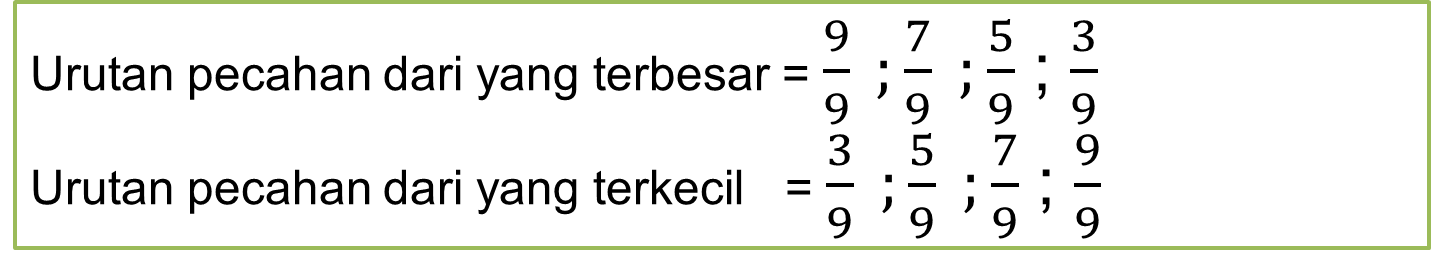 Urutan pecahan dari yang terbesar = 9/9 ; 7/9 ; 5/9 ; 3/9
Urutan pecahan dari yang terkecil = 3/9 ; 5/9 ; 7/9 ; 9/9